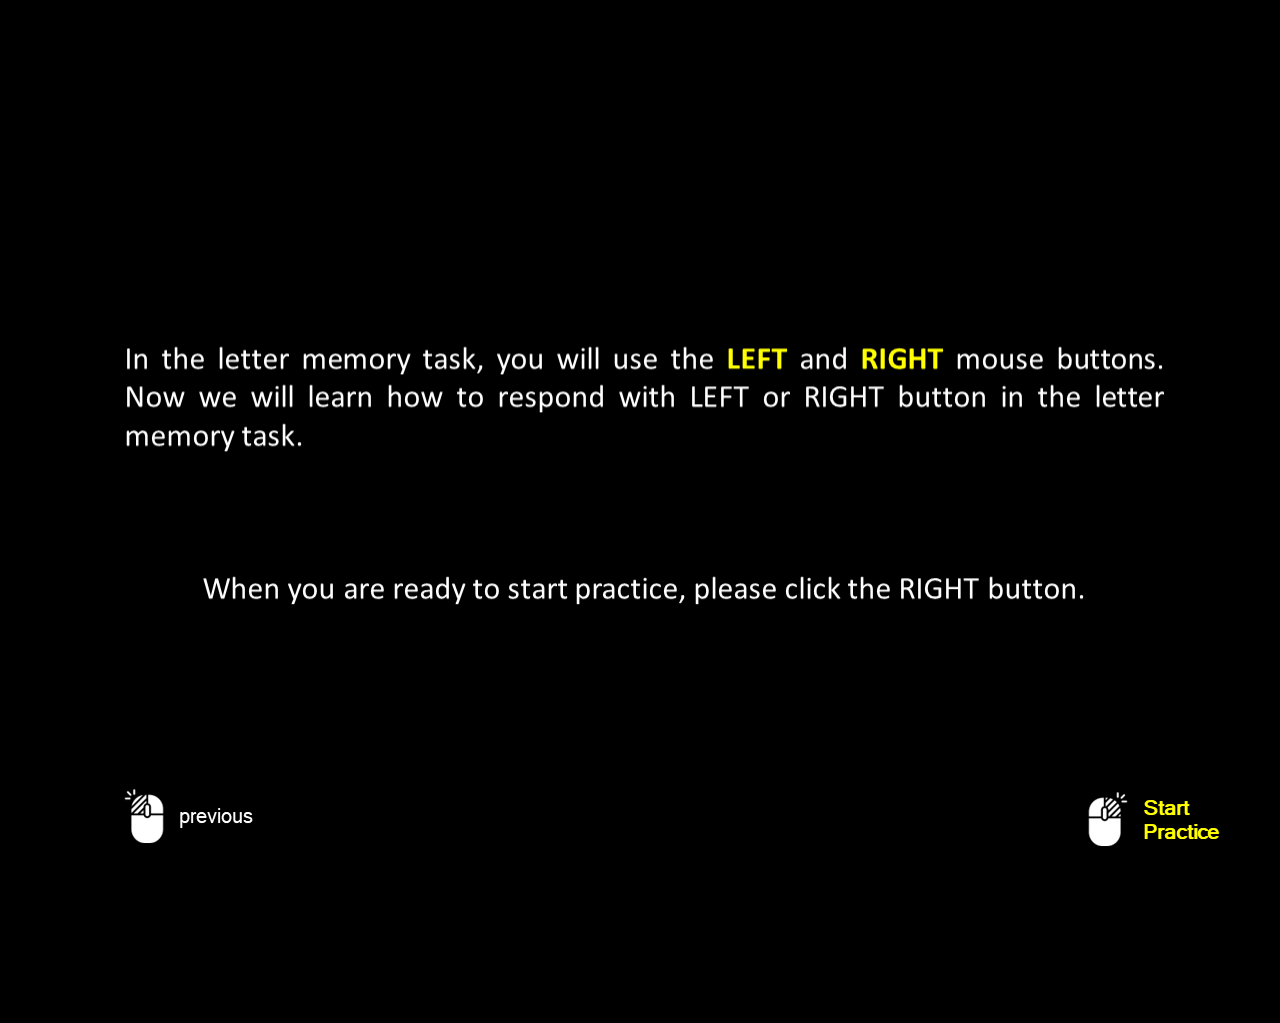 In the letter memory task, you will use the LEFT and RIGHT mouse buttons.
Now we will learn how to respond with LEFT or RIGHT button in the letter
memory task.
When you are ready to start practice, please click the RIGHT button.
previous
Start
Practice